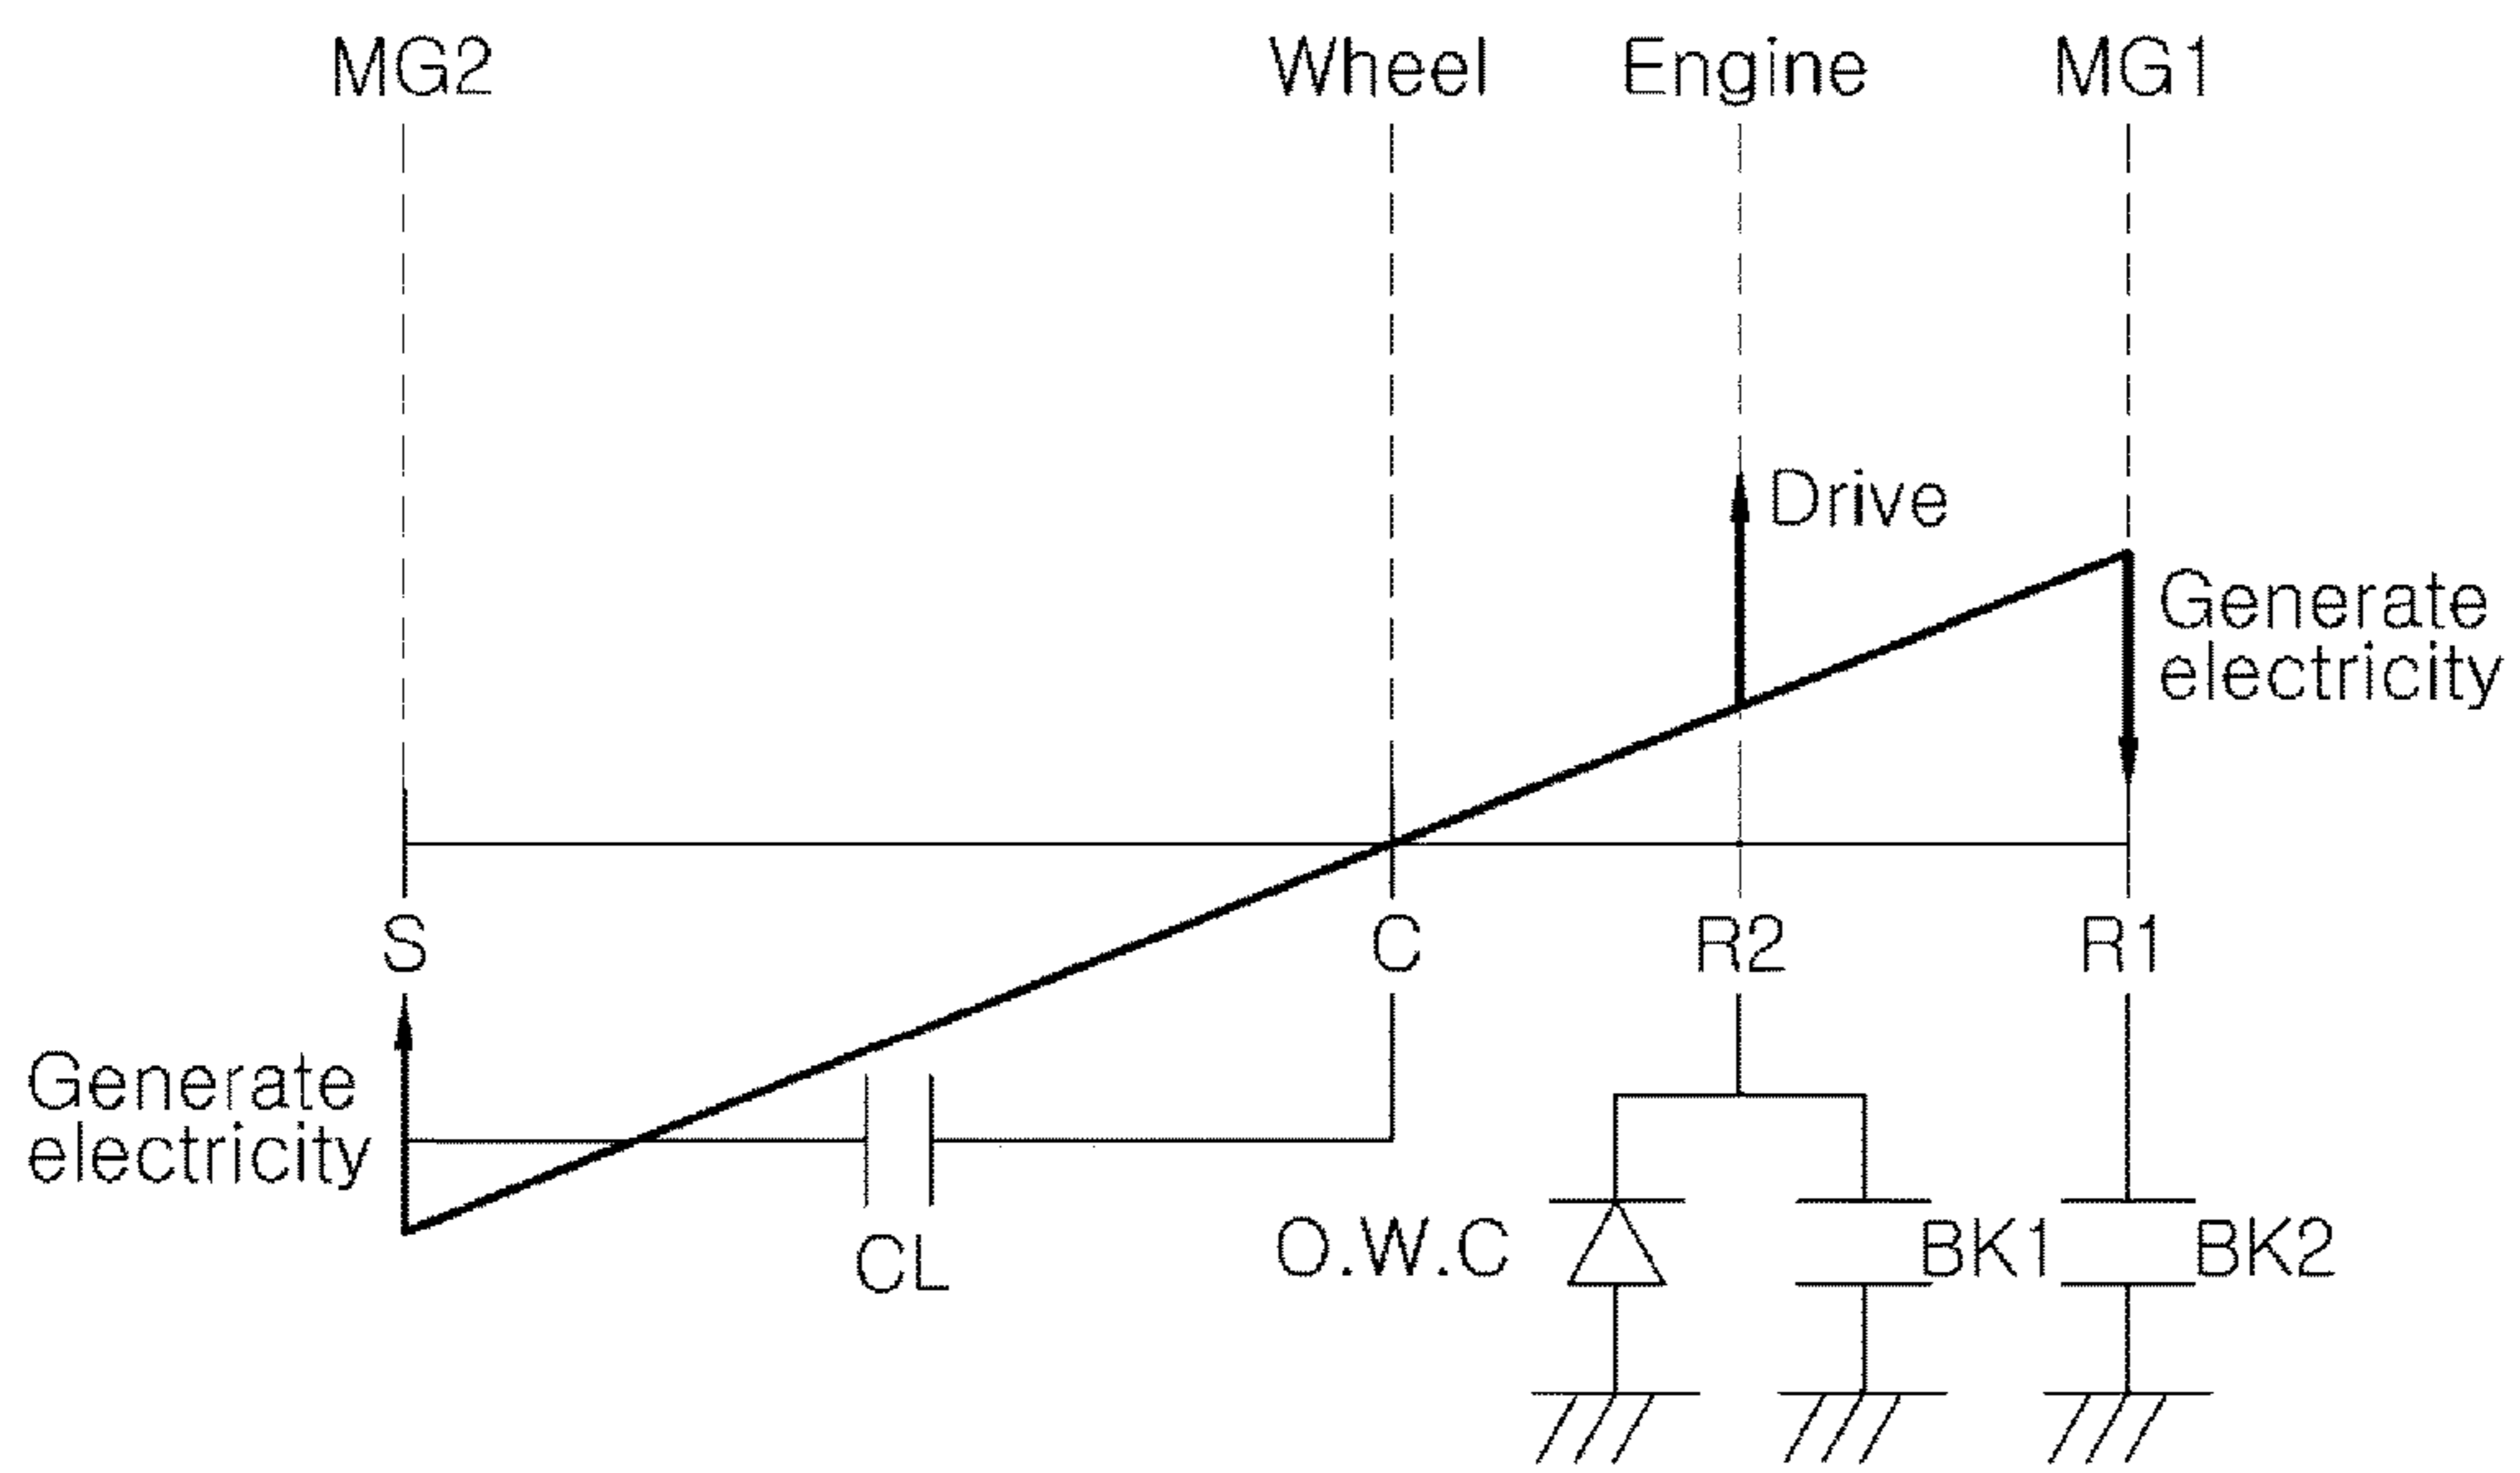 MG2 Wheel Engine MG1
Drive
Generate
electricity
S C R2 R1
Generate
electricity
CL O.W.C BK1 BK2